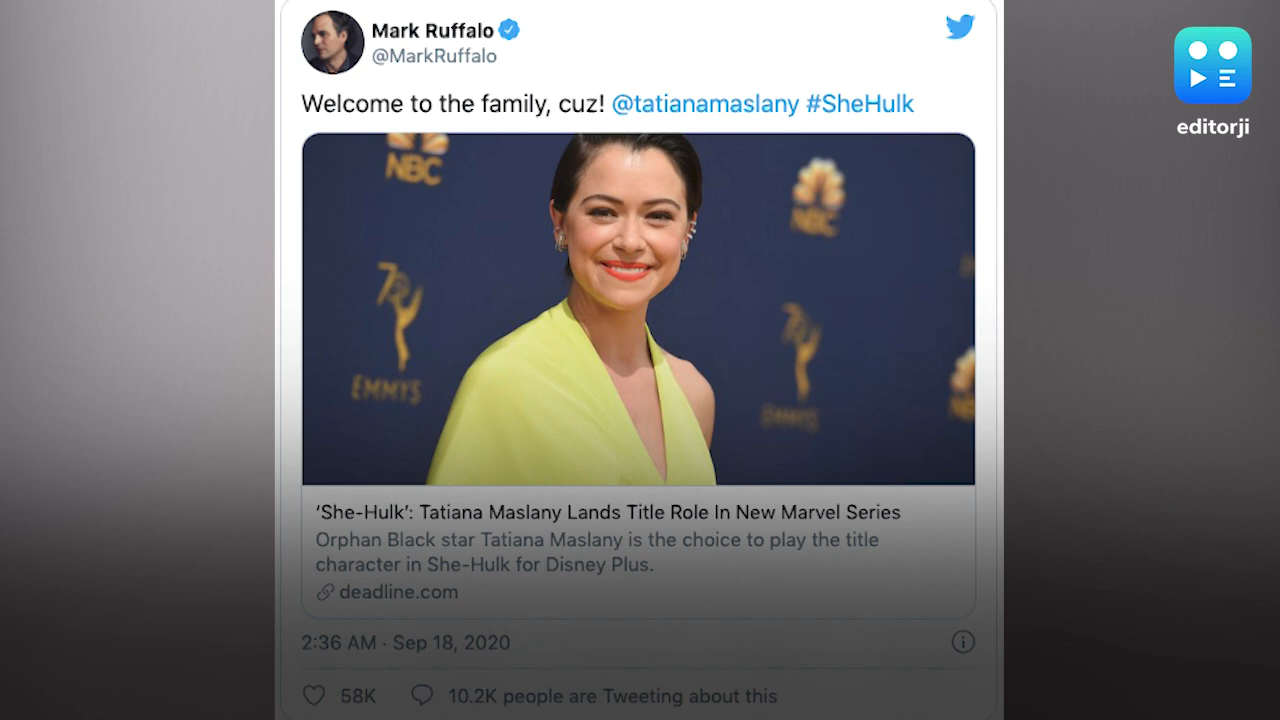 Mark Ruffalo
@MarkRuffalo
editorji
Welcome to the family, cuz! @tatianamaslany #SheHulk
NBC
NBC
EMMYS
EMMYS
NB
'She-Hulk': Tatiana Maslany Lands Title Role In New Marvel Series
Orphan Black star Tatiana Maslany is the choice to play the title
character in She-Hulk for Disney Plus.
deadline.com
2:36 AM · Sep 18, 2020
58K 10.2K people are Tweeting about this